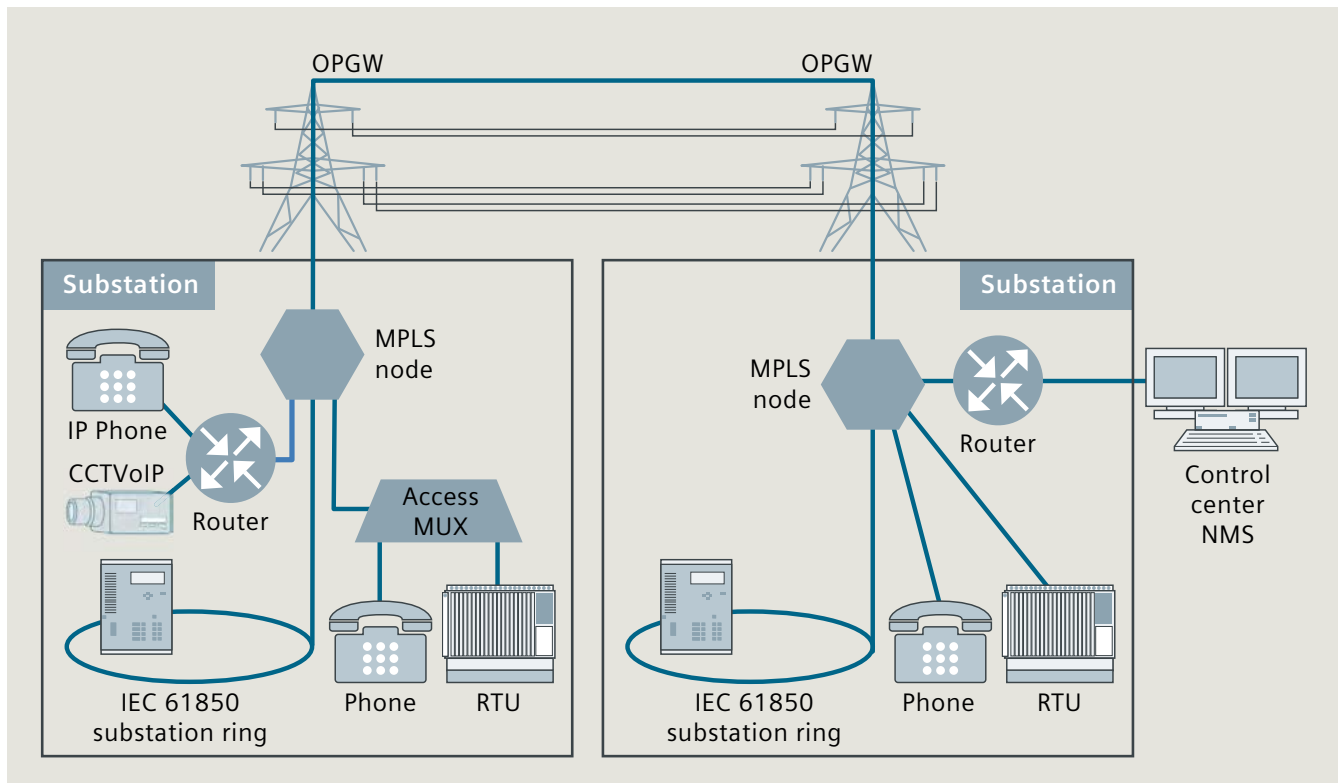 OPGW
OPGW
Substation
MPLS
node
IP Phone
CCTVoIP
Router
Access
MUX
IEC 61850
substation ring
Phone
RTU
Substation
MPLS
node
Router
Control
center
NMS
IEC 61850
substation ring
Phone
RTU